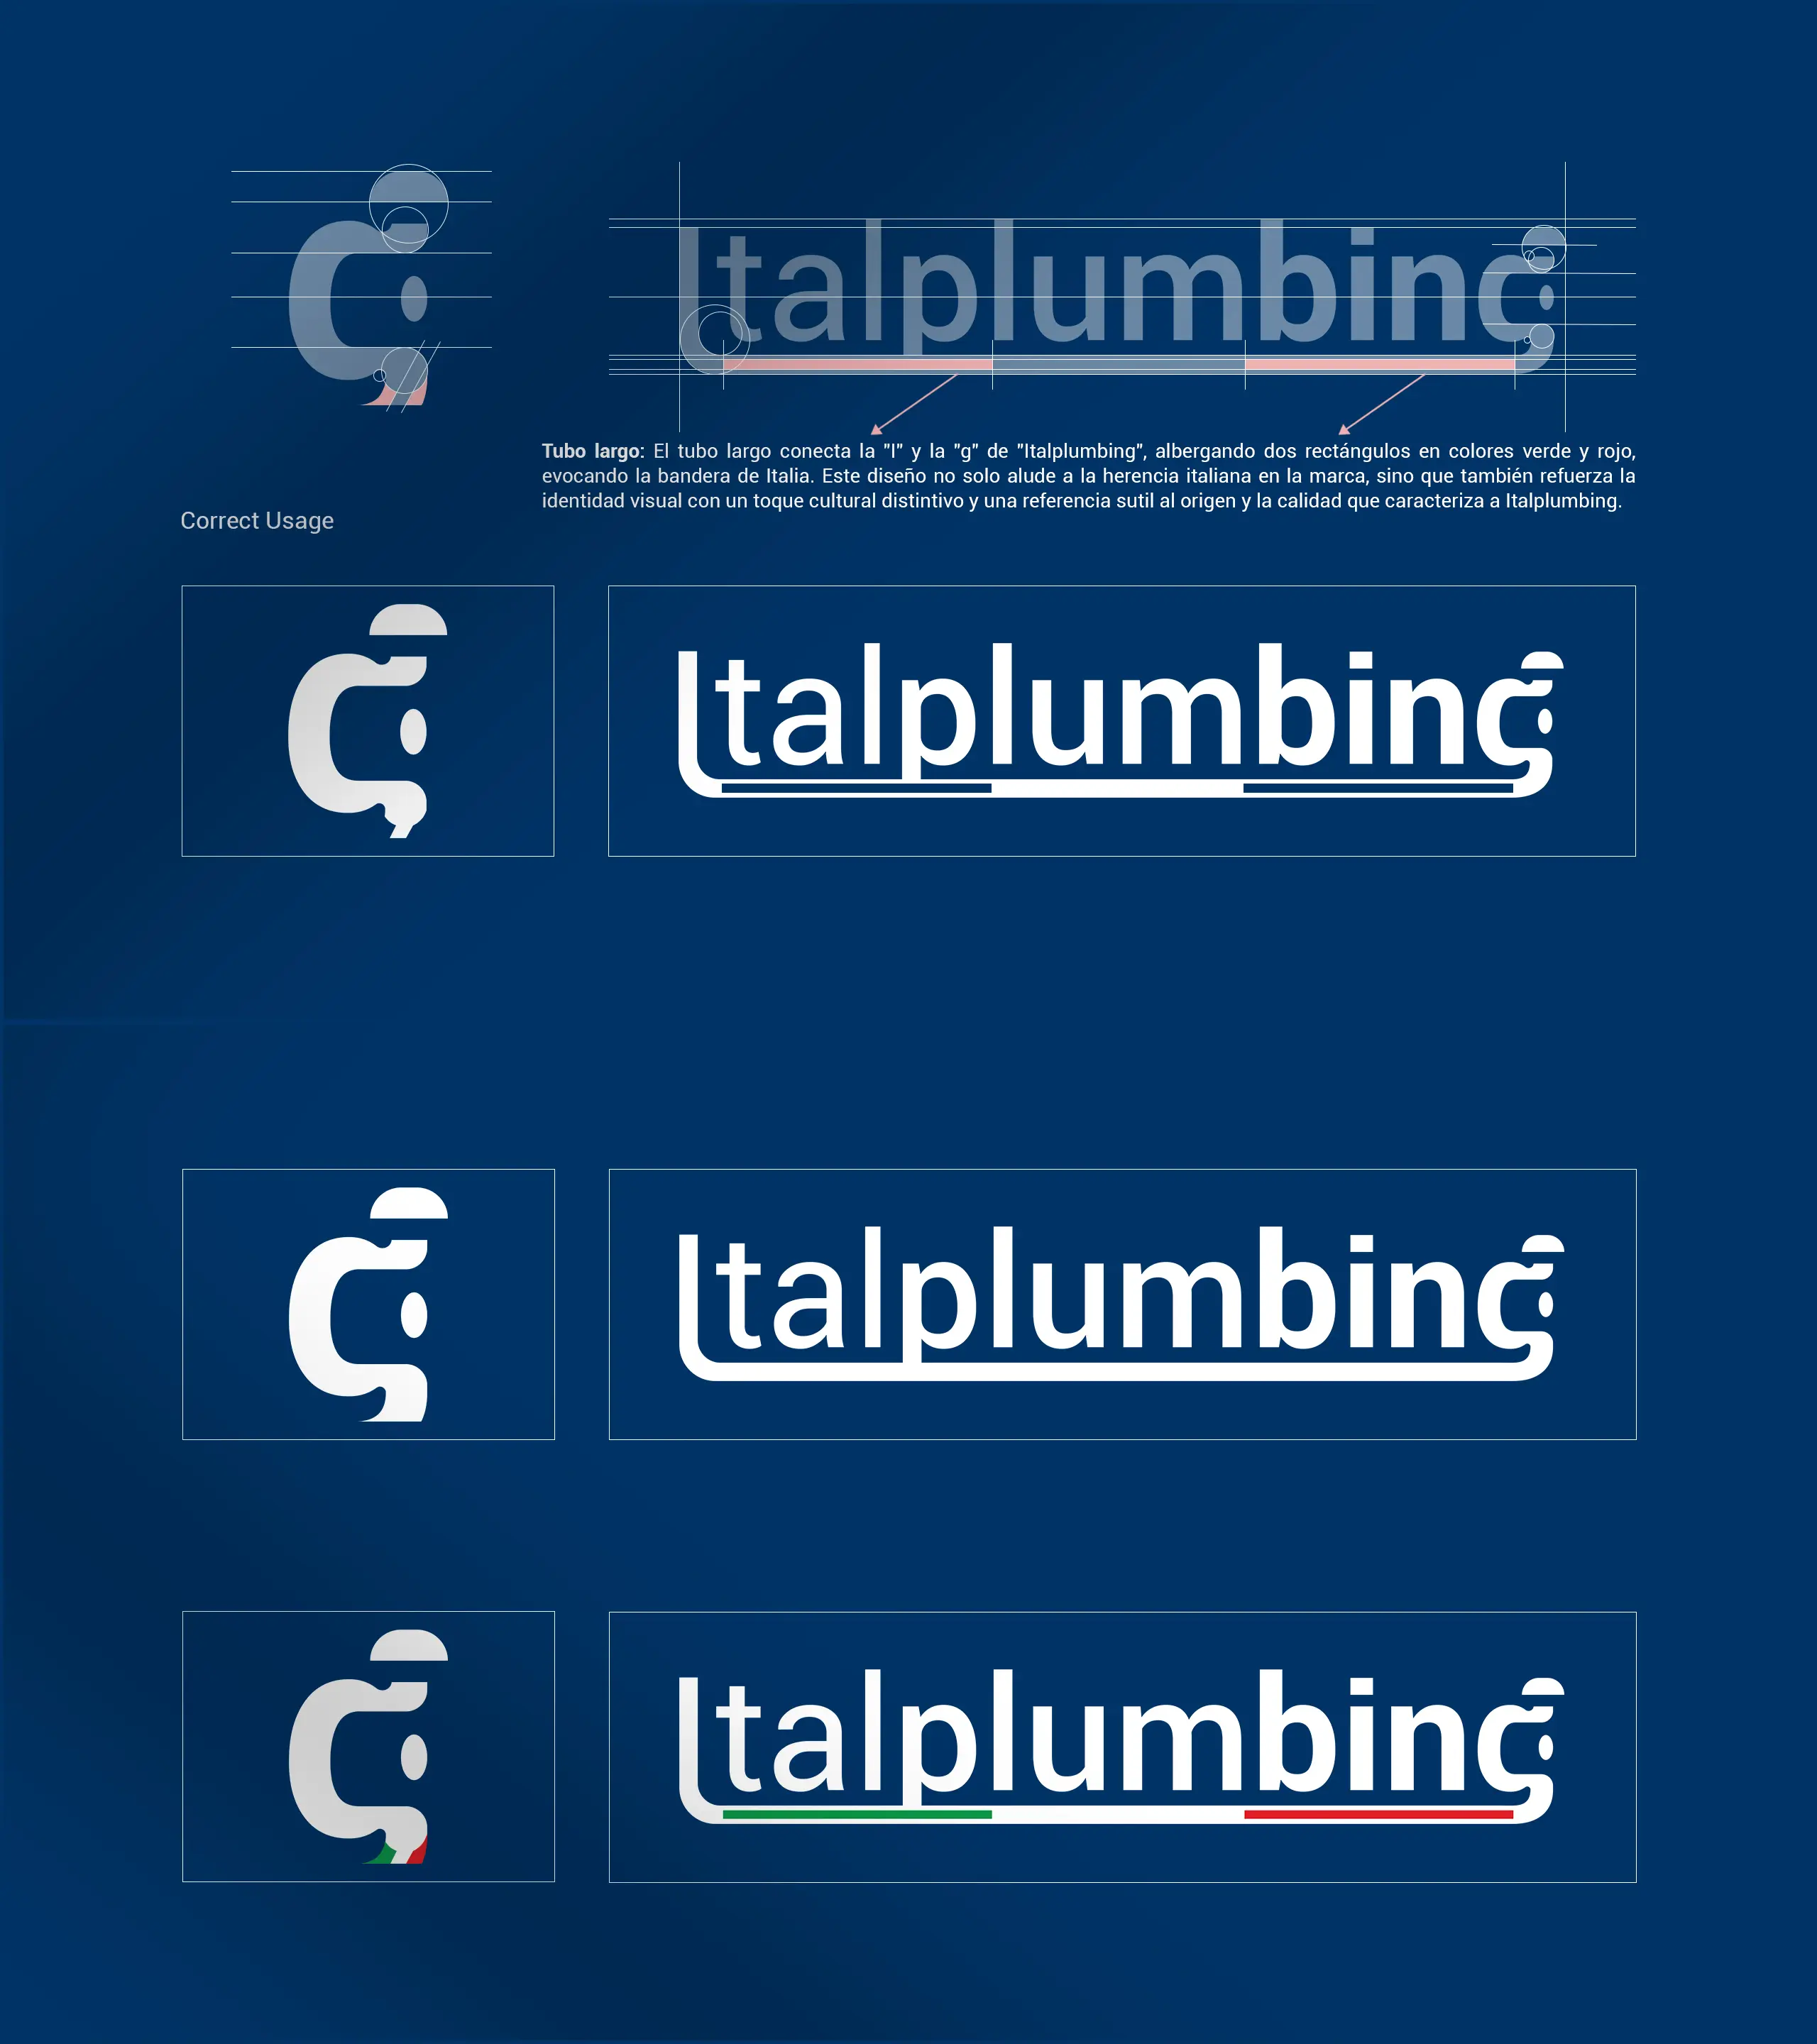 Italplumbing
Tubo largo: El tubo largo conecta la "I" y la "g" de "Italplumbing", albergando dos rectángulos en colores verde y rojo,
evocando la bandera de Italia. Este diseño no solo alude a la herencia italiana en la marca, sino que también refuerza la
identidad visual con un toque cultural distintivo y una referencia sutil al origen y la calidad que caracteriza a Italplumbing.
Correct Usage
Italplumbing
Italplumbing
Italplumbing